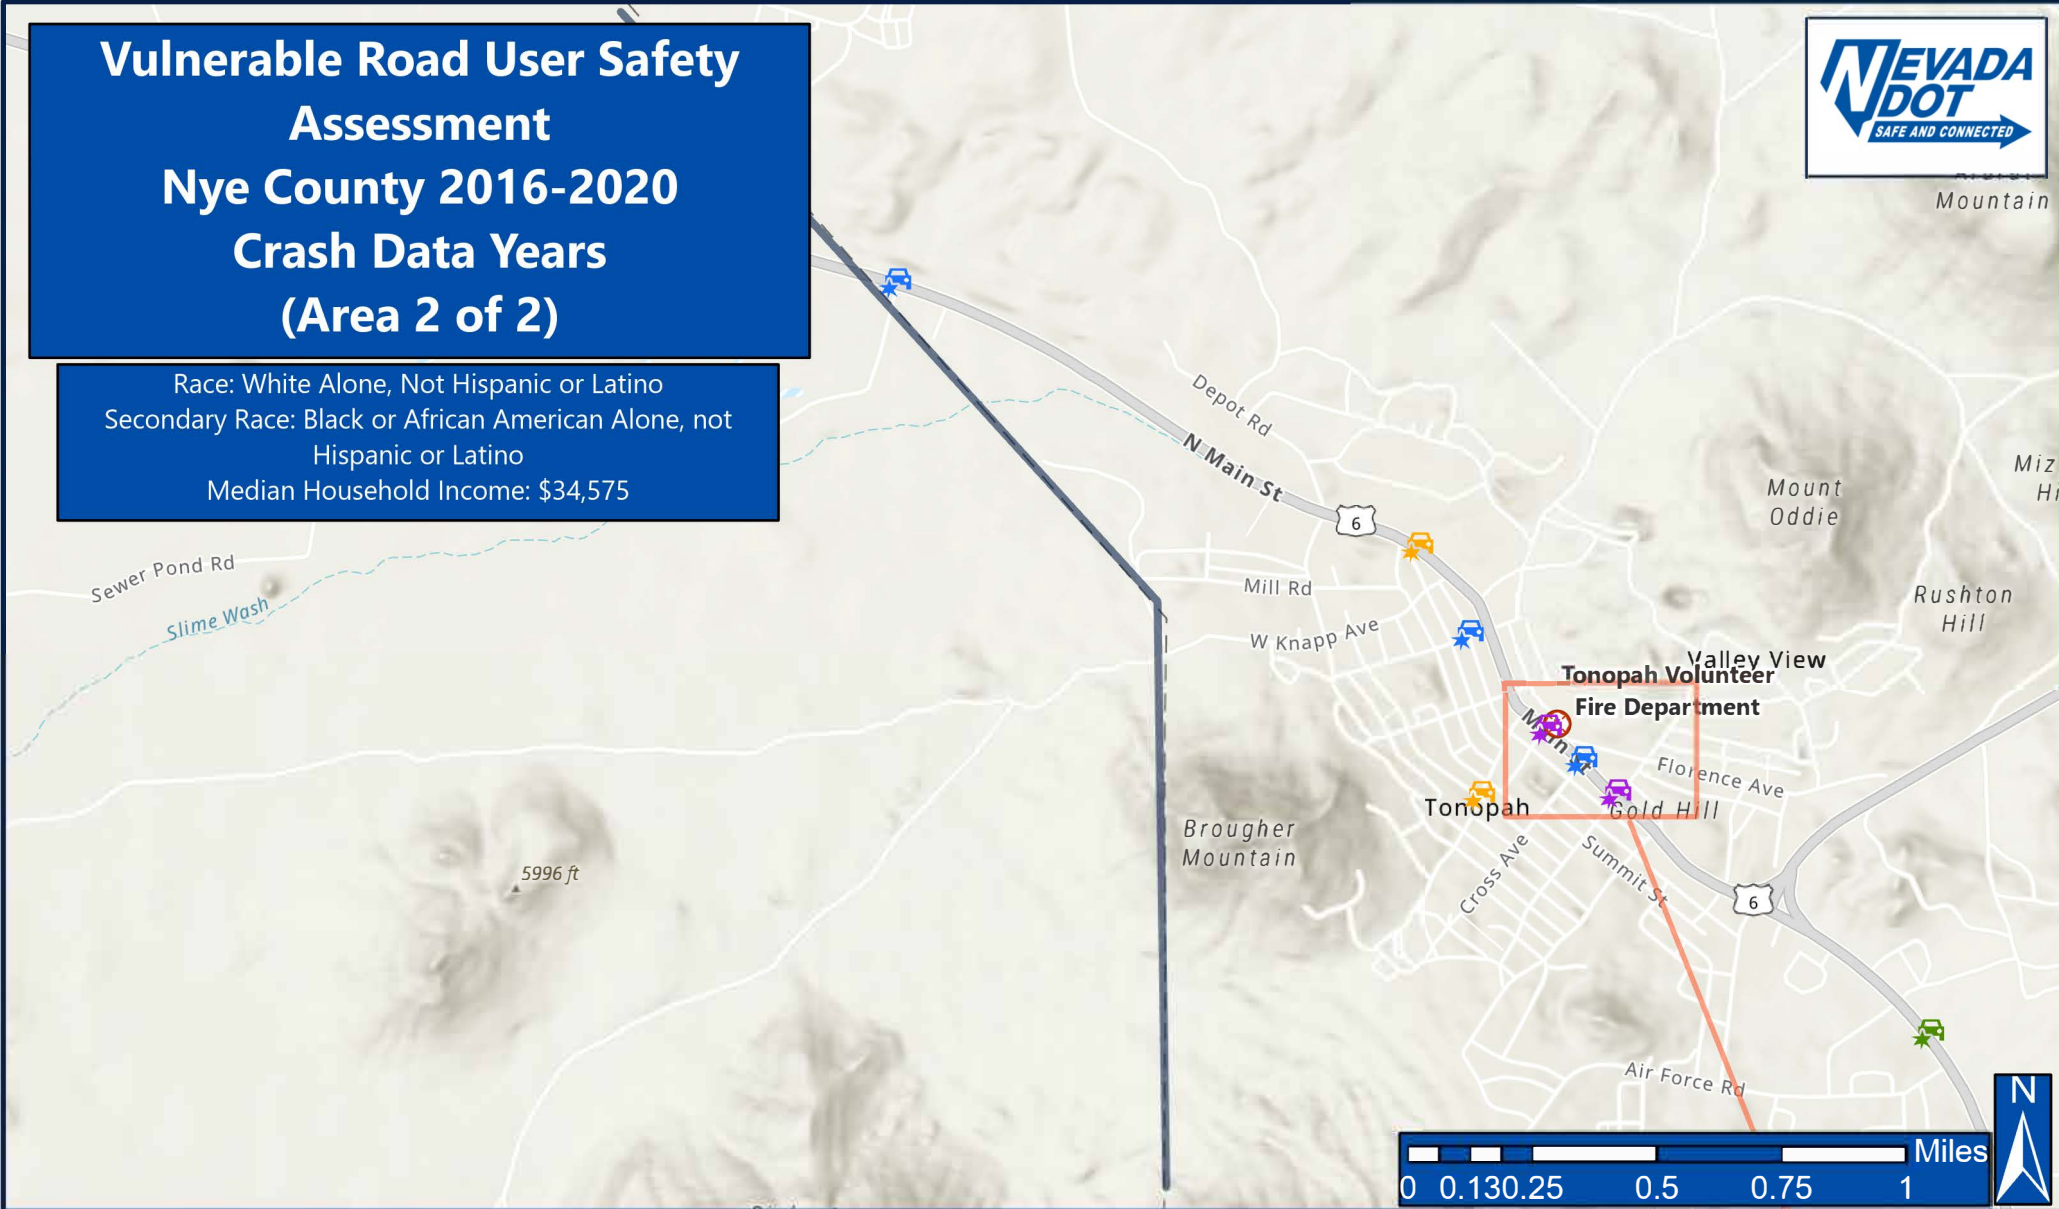 Vulnerable Road User Safety
Assessment
Nye County 2016-2020
Crash Data Years
(Area 2 of 2)
Race: White Alone, Not Hispanic or Latino
Secondary Race: Black or African American Alone, not
Hispanic or Latino
Median Household Income: $34,575
NEVADA
DOT
SAFE AND CONNECTED
Mountain
Depot Rd
N Main St
6
Mount
Oddie
Sewer Pond Rd
Slime Wash
Mill Rd
W Knapp Ave
Rushton
Hill
Valley View
Tonopah Volunteer
Fire Department
Main St
Florence Ave
Gold Hill
Tonopah
Brougher
Mountain
5996 ft
Cross Ave
Summit St
6
Air Force Rd
N
Miles
0 0.13 0.25 0.5 0.75 1